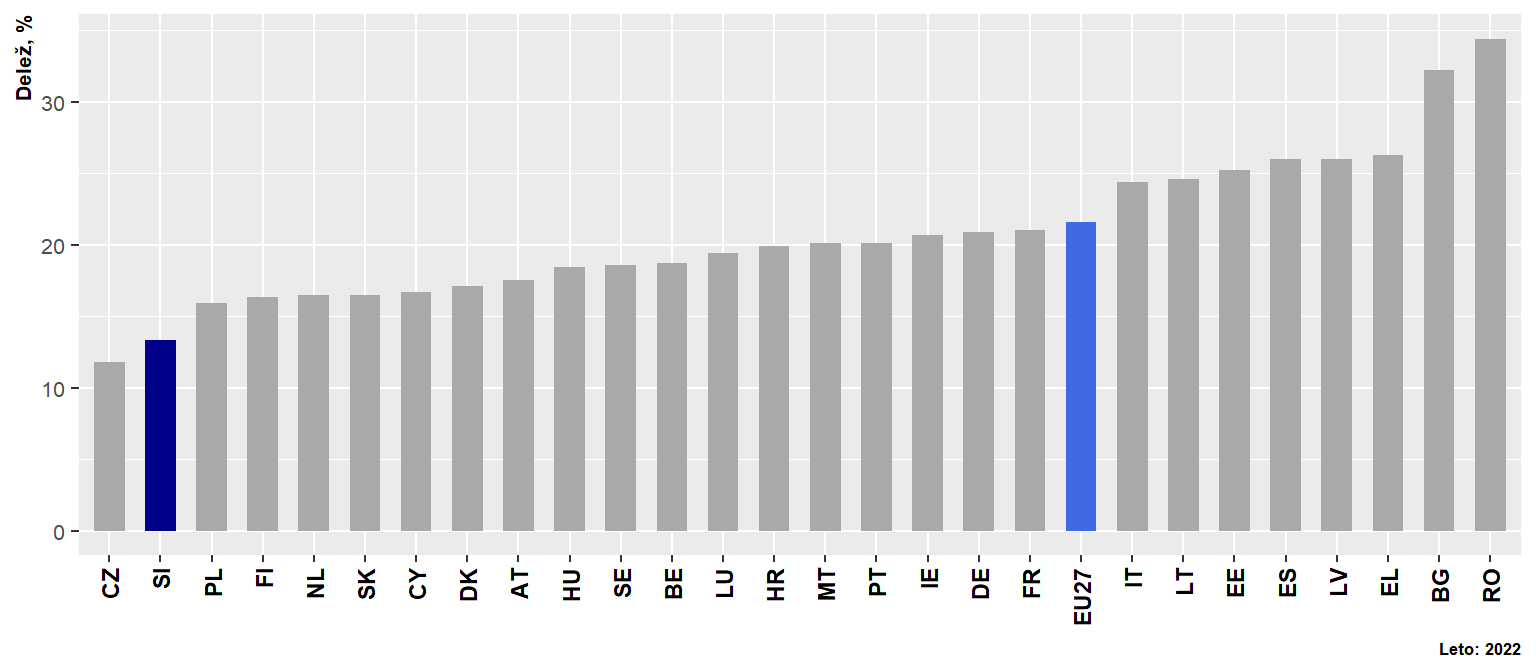 Delež, %
30
20
10
0
CZ SI PL FI NL SK CY DK AT HU SE BE LU HR MT PT IE DE FR EU27 IT LT EE ES LV EL BG RO
Leto: 2022